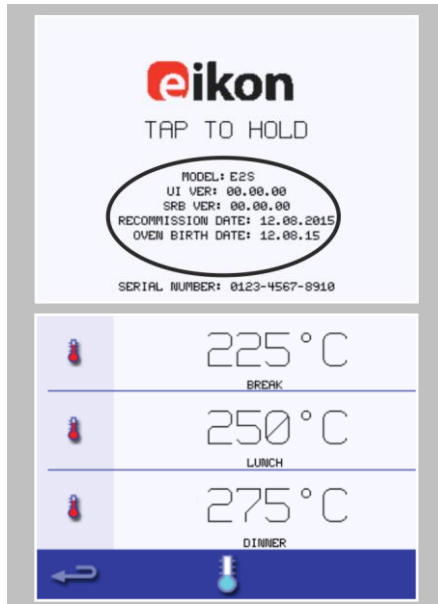 eikon
TAP TO HOLD
MODEL: E2S
UI VER: 00.00.00
SRB VER: 00.00.00
RECOMMISSION DATE: 12.08.2015
OVEN BIRTH DATE: 12.08.15
SERIAL NUMBER: 0123-4567-8910
225°C
BREAK
250°C
LUNCH
275°C
DINNER